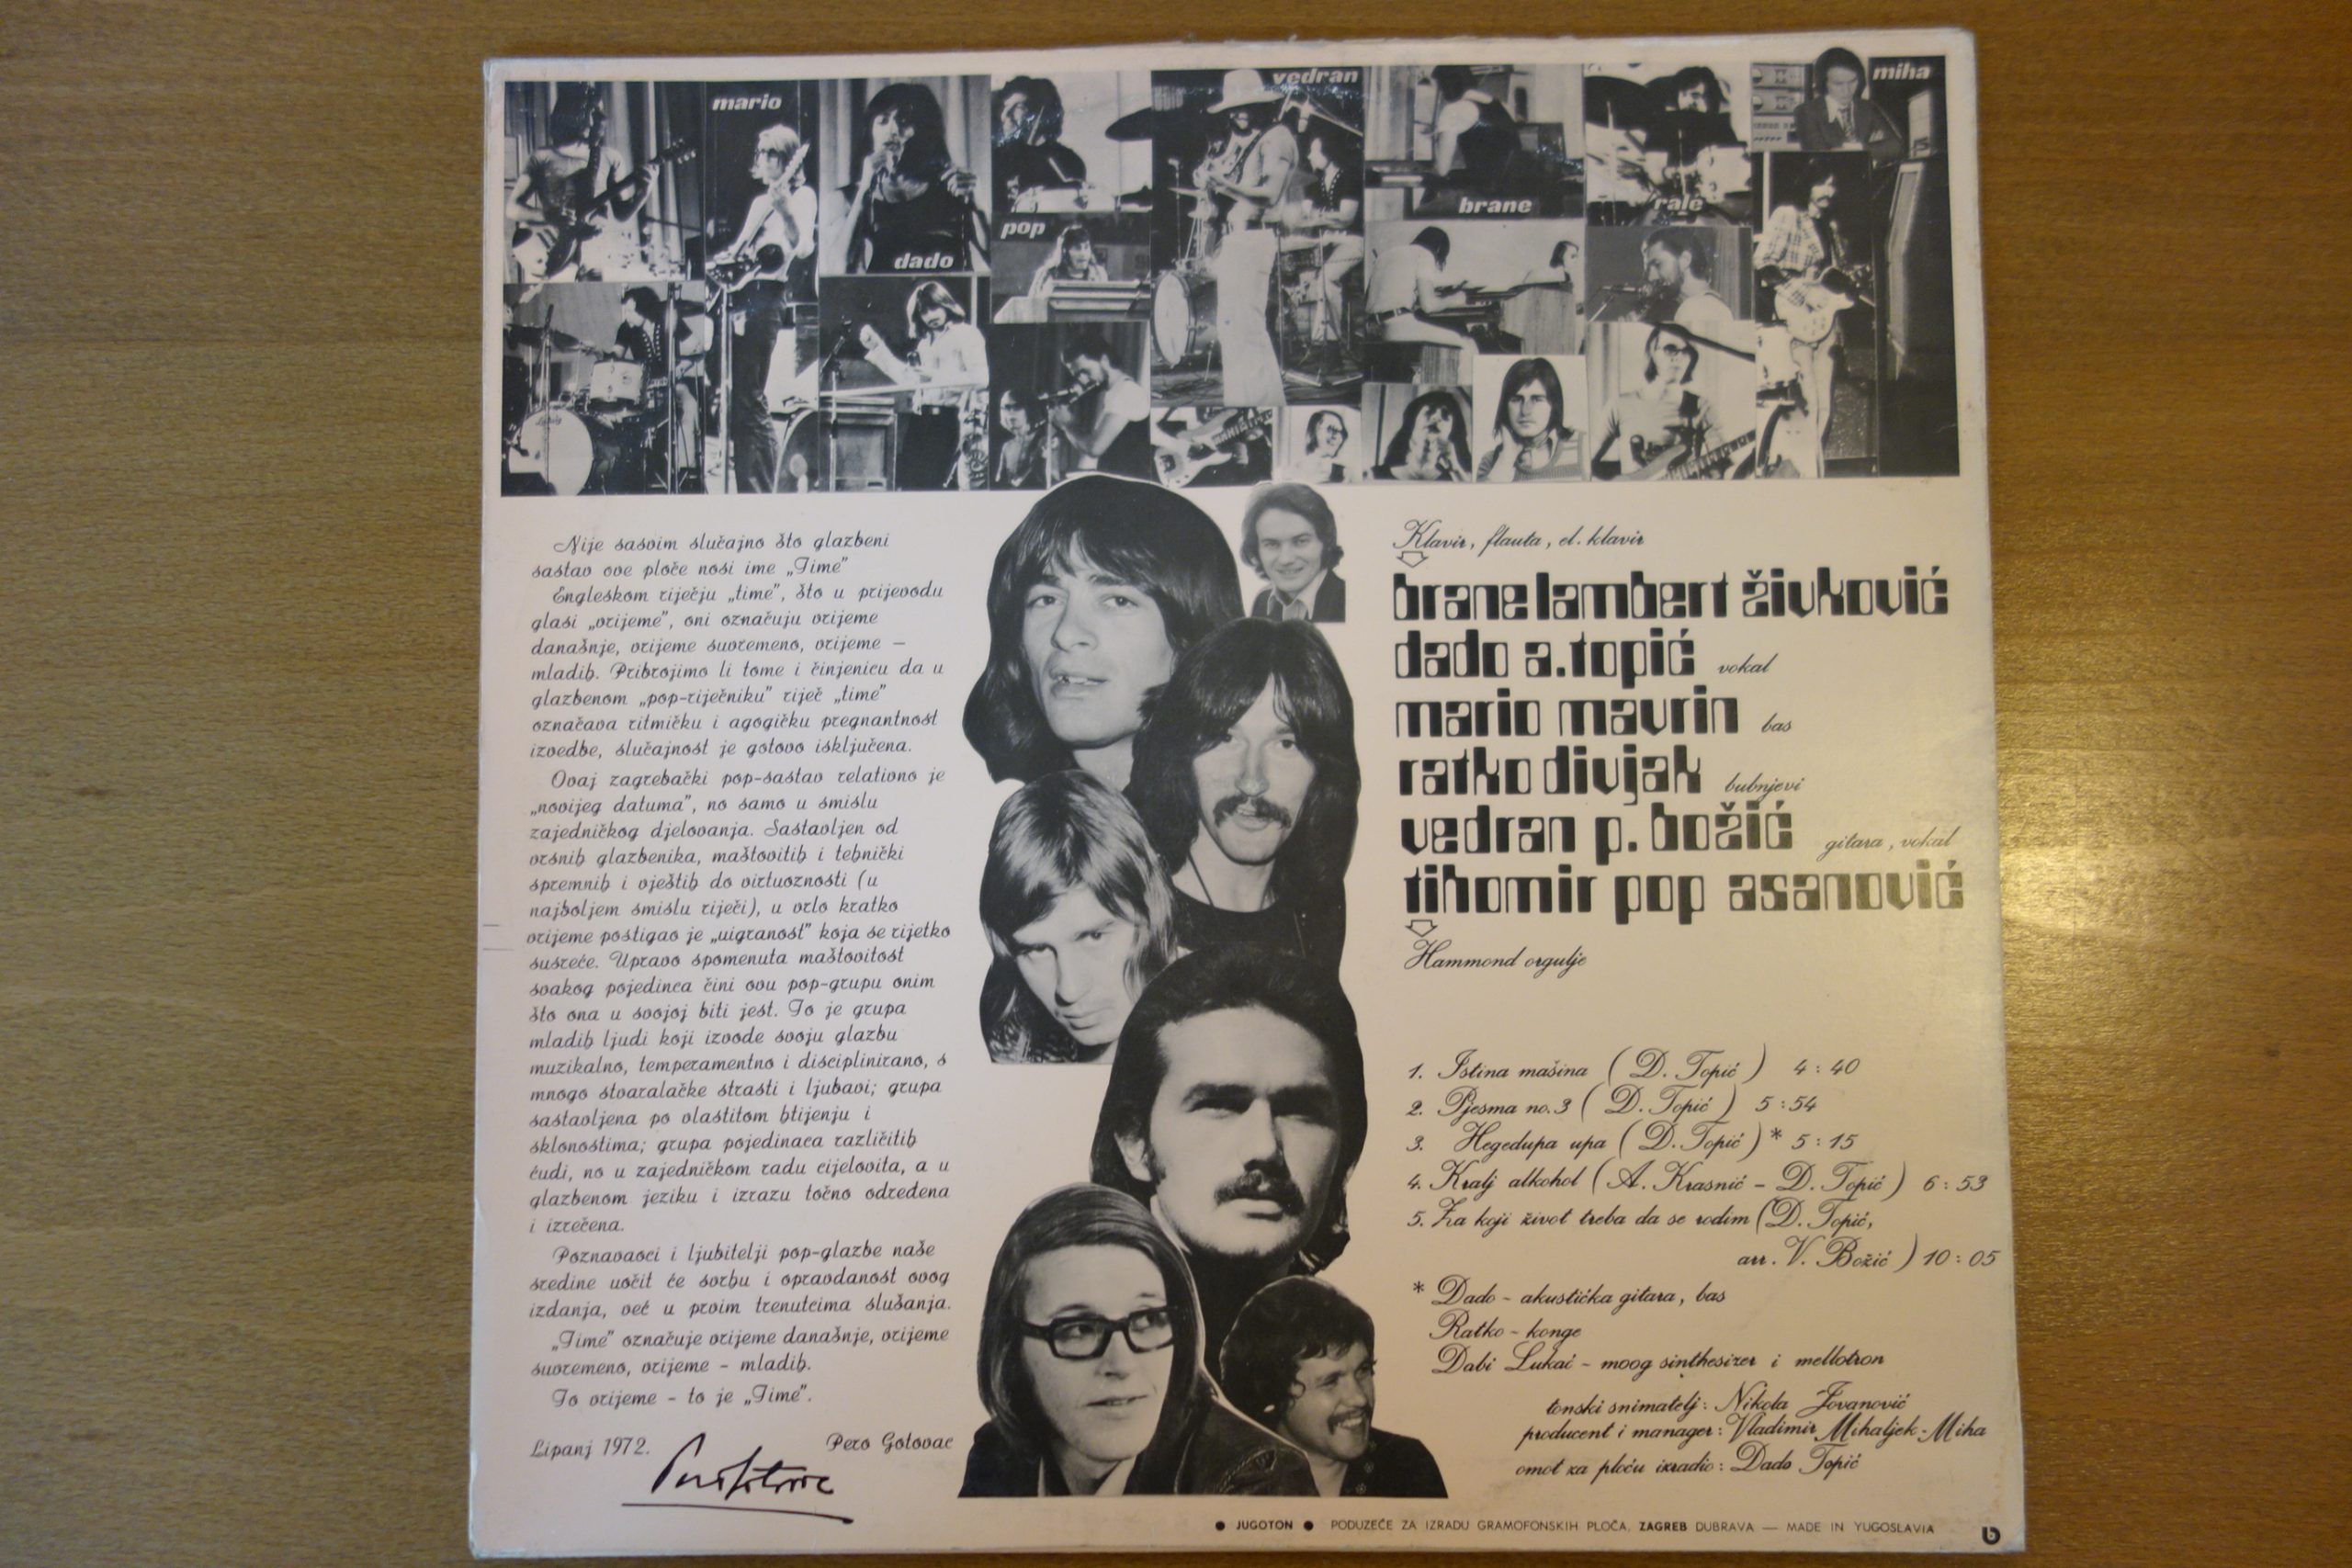 mario
dado
pop
vedran
brane
rale
miha
Nije sasvim slučajno što glazbeni
sastav ove ploče nosi ime „Time”
Engleskom riječju „time”, što u prijevodu
glasi „vrijeme”, oni označuju vrijeme
današnje, vrijeme suvremeno, vrijeme —
mladih. Pribrojimo li tome i činjenicu da u
glazbenom „pop-riječniku” riječ „time”
označava ritmičku i agogičku pregnantnost
izvedbe, slučajnost je gotovo isključena.
Ovaj zagrebački pop-sastav relativno je
„novijeg datuma”, no samo u smislu
zajedničkog djelovanja. Sastavljen od
vrsnih glazbenika, maštovitih i tehnički
spremnih i vještih do virtuoznosti (u
najboljem smislu riječi), u vrlo kratko
vrijeme postigao je „uigranost” koja se rijetko
susreće. Upravo spomenuta maštovitost
svakog pojedinca čini ovu pop-grupu onim
što ona u svojoj biti jest. To je grupa
mladih ljudi koji izvode svoju glazbu
muzikalno, temperamentno i disciplinirano, s
mnogo stvaralačke strasti i ljubavi; grupa
sastavljena po vlastitom htijenju i
sklonostima; grupa pojedinaca različitih
ćudi, no u zajedničkom radu cijelovita, a u
glazbenom jeziku i izrazu točno određena
i izrečena.
Poznavaoci i ljubitelji pop-glazbe naše
sredine uočit će svrhu i opravdanost ovog
izdanja, već u prvim trenutcima slušanja.
„Time” označuje vrijeme današnje, vrijeme
suvremeno, vrijeme - mladih.
To vrijeme - to je „Time”.
Lipanj 1972. Pero Gotovac
Klavir, flauta, el. klavir
brane lambert živković
dado a.topić vokal
mario mavrin bas
ratko divjak bubnjevi
vedran p. božić gitara, vokal
tihomir pop asanović
Hammond orgulje
1. Istina mašina (D. Topić) 4:40
2. Pjesma no.3 (D. Topić) 5:54
3. Hegedupa upa (D. Topić)* 5:15
4. Kralj alkohol (A. Krasnić - D. Topić) 6:53
5. Za koji život treba da se rodim (D. Topić,
arr. V. Božić) 10:05
* Dado - akustička gitara, bas
Ratko - konge
Dabi Lukač - moog sinthesizer i mellotron
tonski snimatelj: Nikola Jovanović
producent i manager: Vladimir Mihaljek-Miha
omot za ploču izradio: Dado Topić
● JUGOTON ● PODUZEĆE ZA IZRADU GRAMOFONSKIH PLOČA, ZAGREB DUBRAVA — MADE IN YUGOSLAVIA b